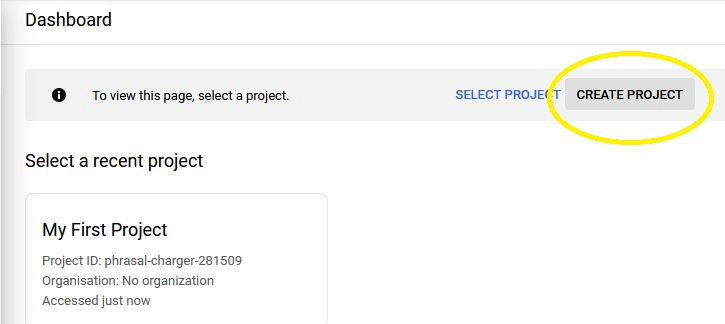 Dashboard
To view this page, select a project. SELECT PROJECT CREATE PROJECT
Select a recent project
My First Project
Project ID: phrasal-charger-281509
Organisation: No organization
Accessed just now